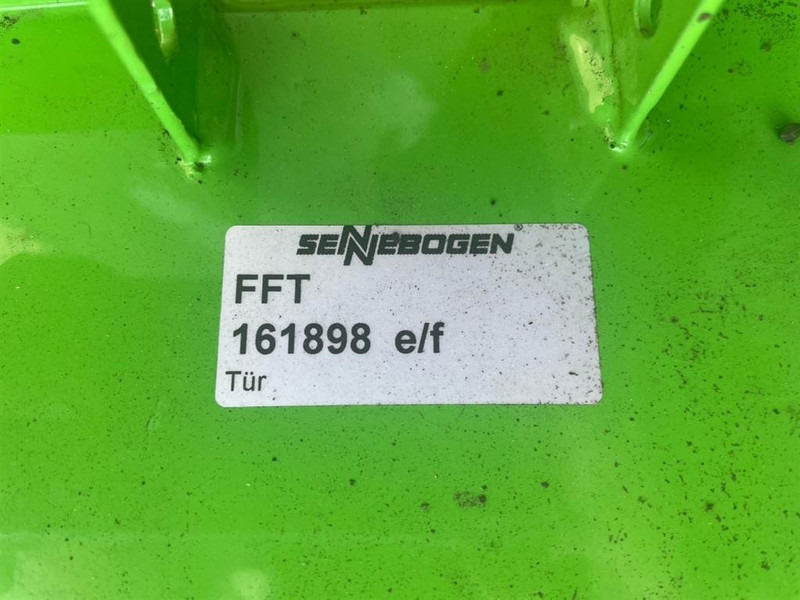 SENNEBOGEN®
FFT
161898 e/f
Tür